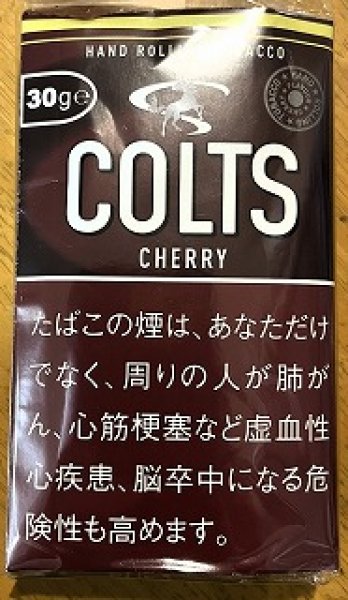 HAND ROLLING TOBACCO
30g℮
COLTS
CHERRY
たばこの煙は、あなただけ
でなく、周りの人が肺が
ん、心筋梗塞など虚血性
心疾患、脳卒中になる危
険性も高めます。